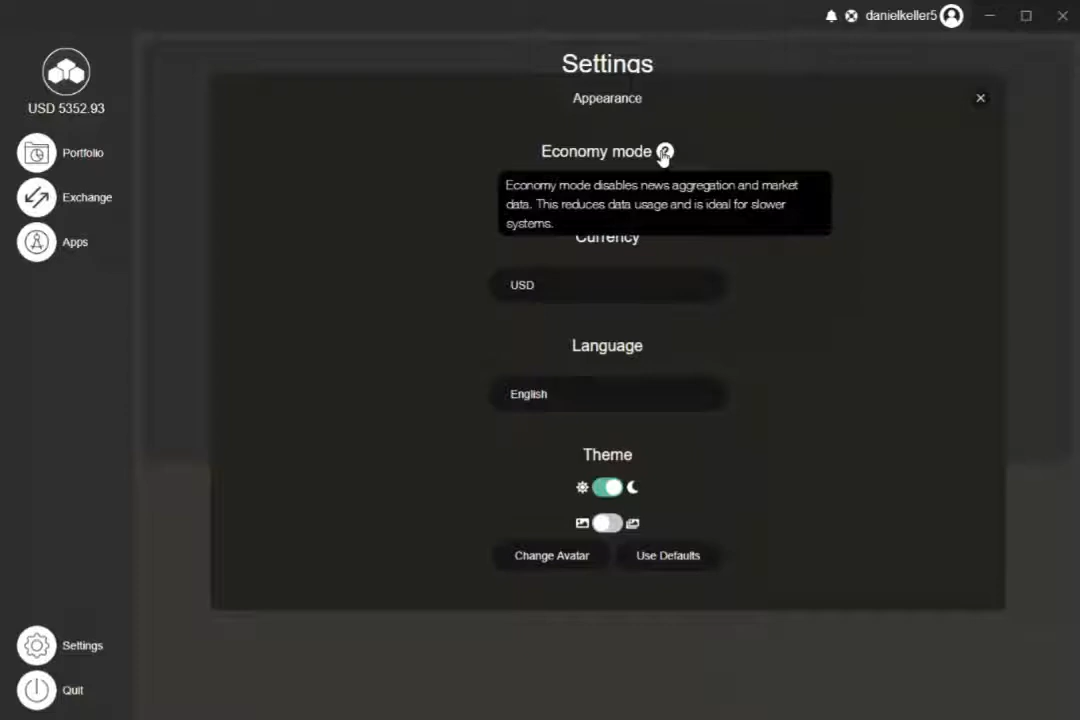 danielkeller5
Settings
USD 5352.93
Appearance
Portfolio
Economy mode
Economy mode disables news aggregation and market
data. This reduces data usage and is ideal for slower
systems.
Exchange
Currency
Apps
USD
Language
English
Theme
Change Avatar
Use Defaults
Settings
Quit